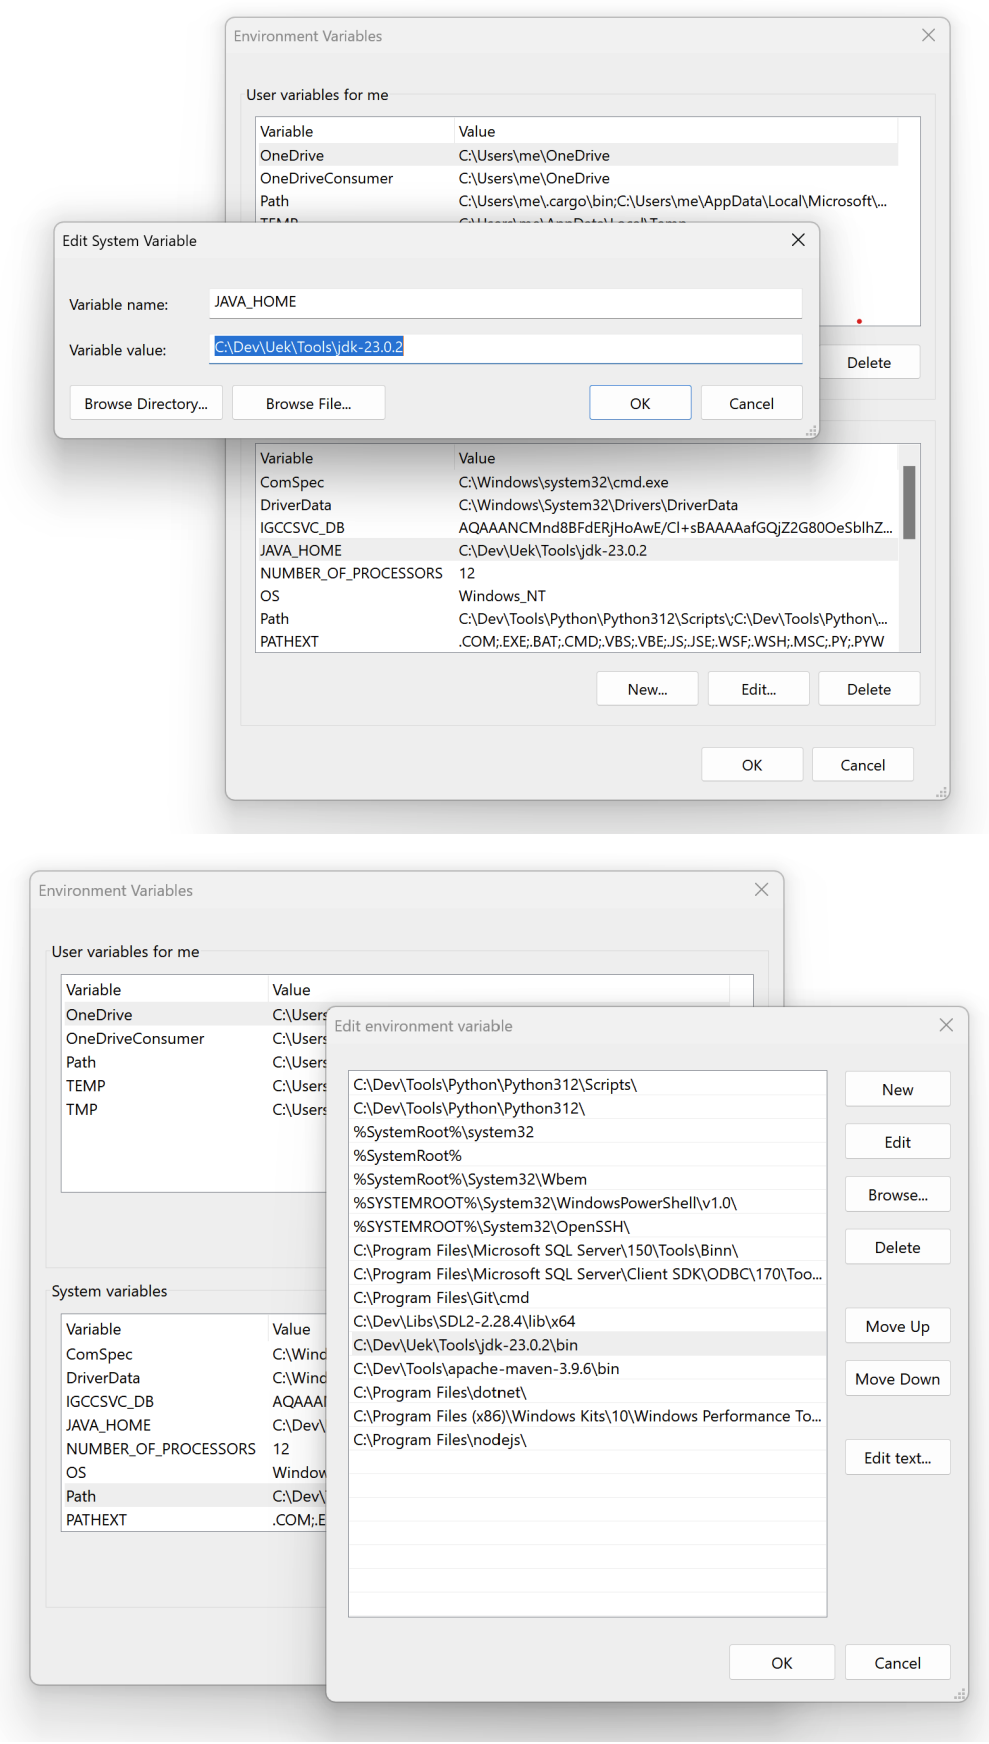 Environment Variables
User variables for me
Variable Value
OneDrive C:\Users\me\OneDrive
OneDriveConsumer C:\Users\me\OneDrive
Path C:\Users\me\.cargo\bin;C:\Users\me\AppData\Local\Microsoft\...
Edit System Variable
Variable name: JAVA_HOME
Variable value: C:\Dev\Uek\Tools\jdk-23.0.2
Browse Directory... Browse File... OK Cancel
Delete
Variable Value
ComSpec C:\Windows\system32\cmd.exe
DriverData C:\Windows\System32\Drivers\DriverData
IGCCSVC_DB AQAAANCMnd8BFdERjHoAwE/Cl+sBAAAAafGQjZ2G80OeSblhZ...
JAVA_HOME C:\Dev\Uek\Tools\jdk-23.0.2
NUMBER_OF_PROCESSORS 12
OS Windows_NT
Path C:\Dev\Tools\Python\Python312\Scripts\;C:\Dev\Tools\Python\...
PATHEXT .COM;.EXE;.BAT;.CMD;.VBS;.VBE;.JS;.JSE;.WSF;.WSH;.MSC;.PY;.PYW
New... Edit... Delete
OK Cancel
Environment Variables
User variables for me
Variable Value
OneDrive C:\Users
OneDriveConsumer C:\Users
Path C:\Users
TEMP C:\Users
TMP C:\Users
System variables
Variable Value
ComSpec C:\Wind
DriverData C:\Wind
IGCCSVC_DB AQAAAN
JAVA_HOME C:\Dev\
NUMBER_OF_PROCESSORS 12
OS Window
Path C:\Dev\
PATHEXT .COM;.E
Edit environment variable
C:\Dev\Tools\Python\Python312\Scripts\
C:\Dev\Tools\Python\Python312\
%SystemRoot%\system32
%SystemRoot%
%SystemRoot%\System32\Wbem
%SYSTEMROOT%\System32\WindowsPowerShell\v1.0\
%SYSTEMROOT%\System32\OpenSSH\
C:\Program Files\Microsoft SQL Server\150\Tools\Binn\
C:\Program Files\Microsoft SQL Server\Client SDK\ODBC\170\Too...
C:\Program Files\Git\cmd
C:\Dev\Libs\SDL2-2.28.4\lib\x64
C:\Dev\Uek\Tools\jdk-23.0.2\bin
C:\Dev\Tools\apache-maven-3.9.6\bin
C:\Program Files\dotnet\
C:\Program Files (x86)\Windows Kits\10\Windows Performance To...
C:\Program Files\nodejs\
New
Edit
Browse...
Delete
Move Up
Move Down
Edit text...
OK Cancel